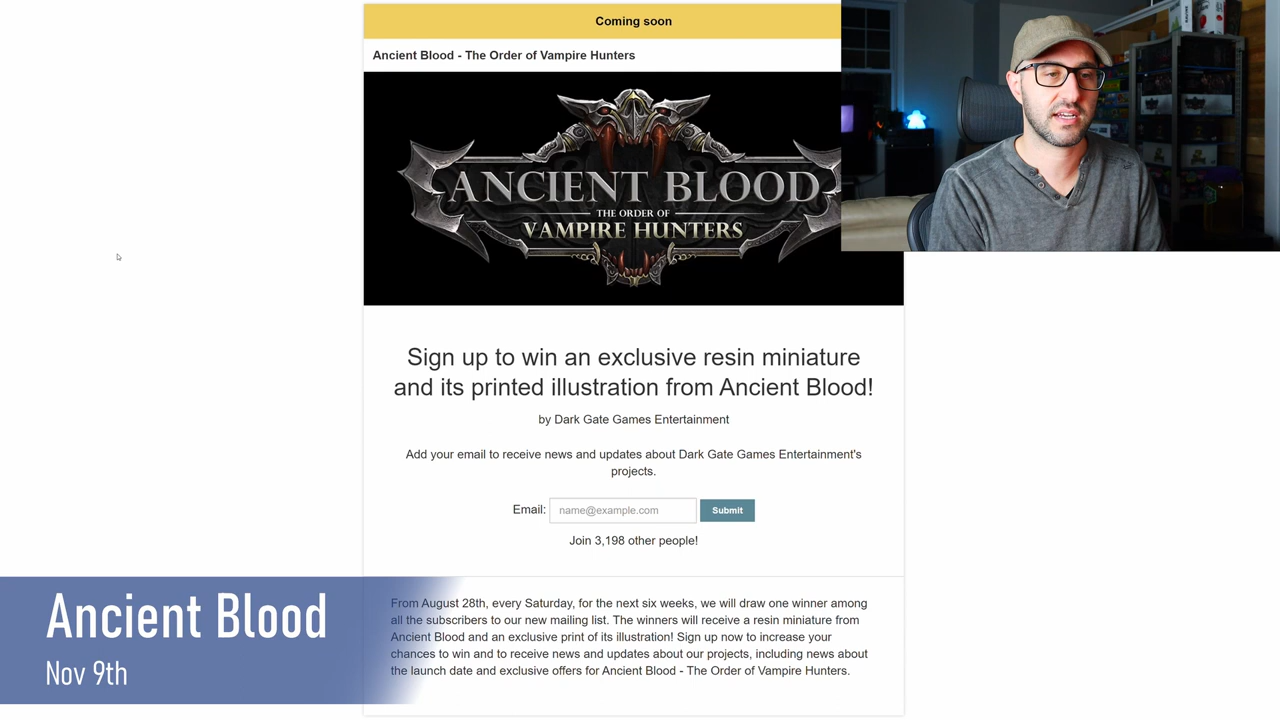 Coming soon
Ancient Blood - The Order of Vampire Hunters
ANCIENT BLOOD
THE ORDER OF
VAMPIRE HUNTERS
Sign up to win an exclusive resin miniature
and its printed illustration from Ancient Blood!
by Dark Gate Games Entertainment
Add your email to receive news and updates about Dark Gate Games Entertainment's
projects.
Email: name@example.com Submit
Join 3,198 other people!
From August 28th, every Saturday, for the next six weeks, we will draw one winner among
all the subscribers to our new mailing list. The winners will receive a resin miniature from
Ancient Blood and an exclusive print of its illustration! Sign up now to increase your
chances to win and to receive news and updates about our projects, including news about
the launch date and exclusive offers for Ancient Blood - The Order of Vampire Hunters.
Ancient Blood
Nov 9th